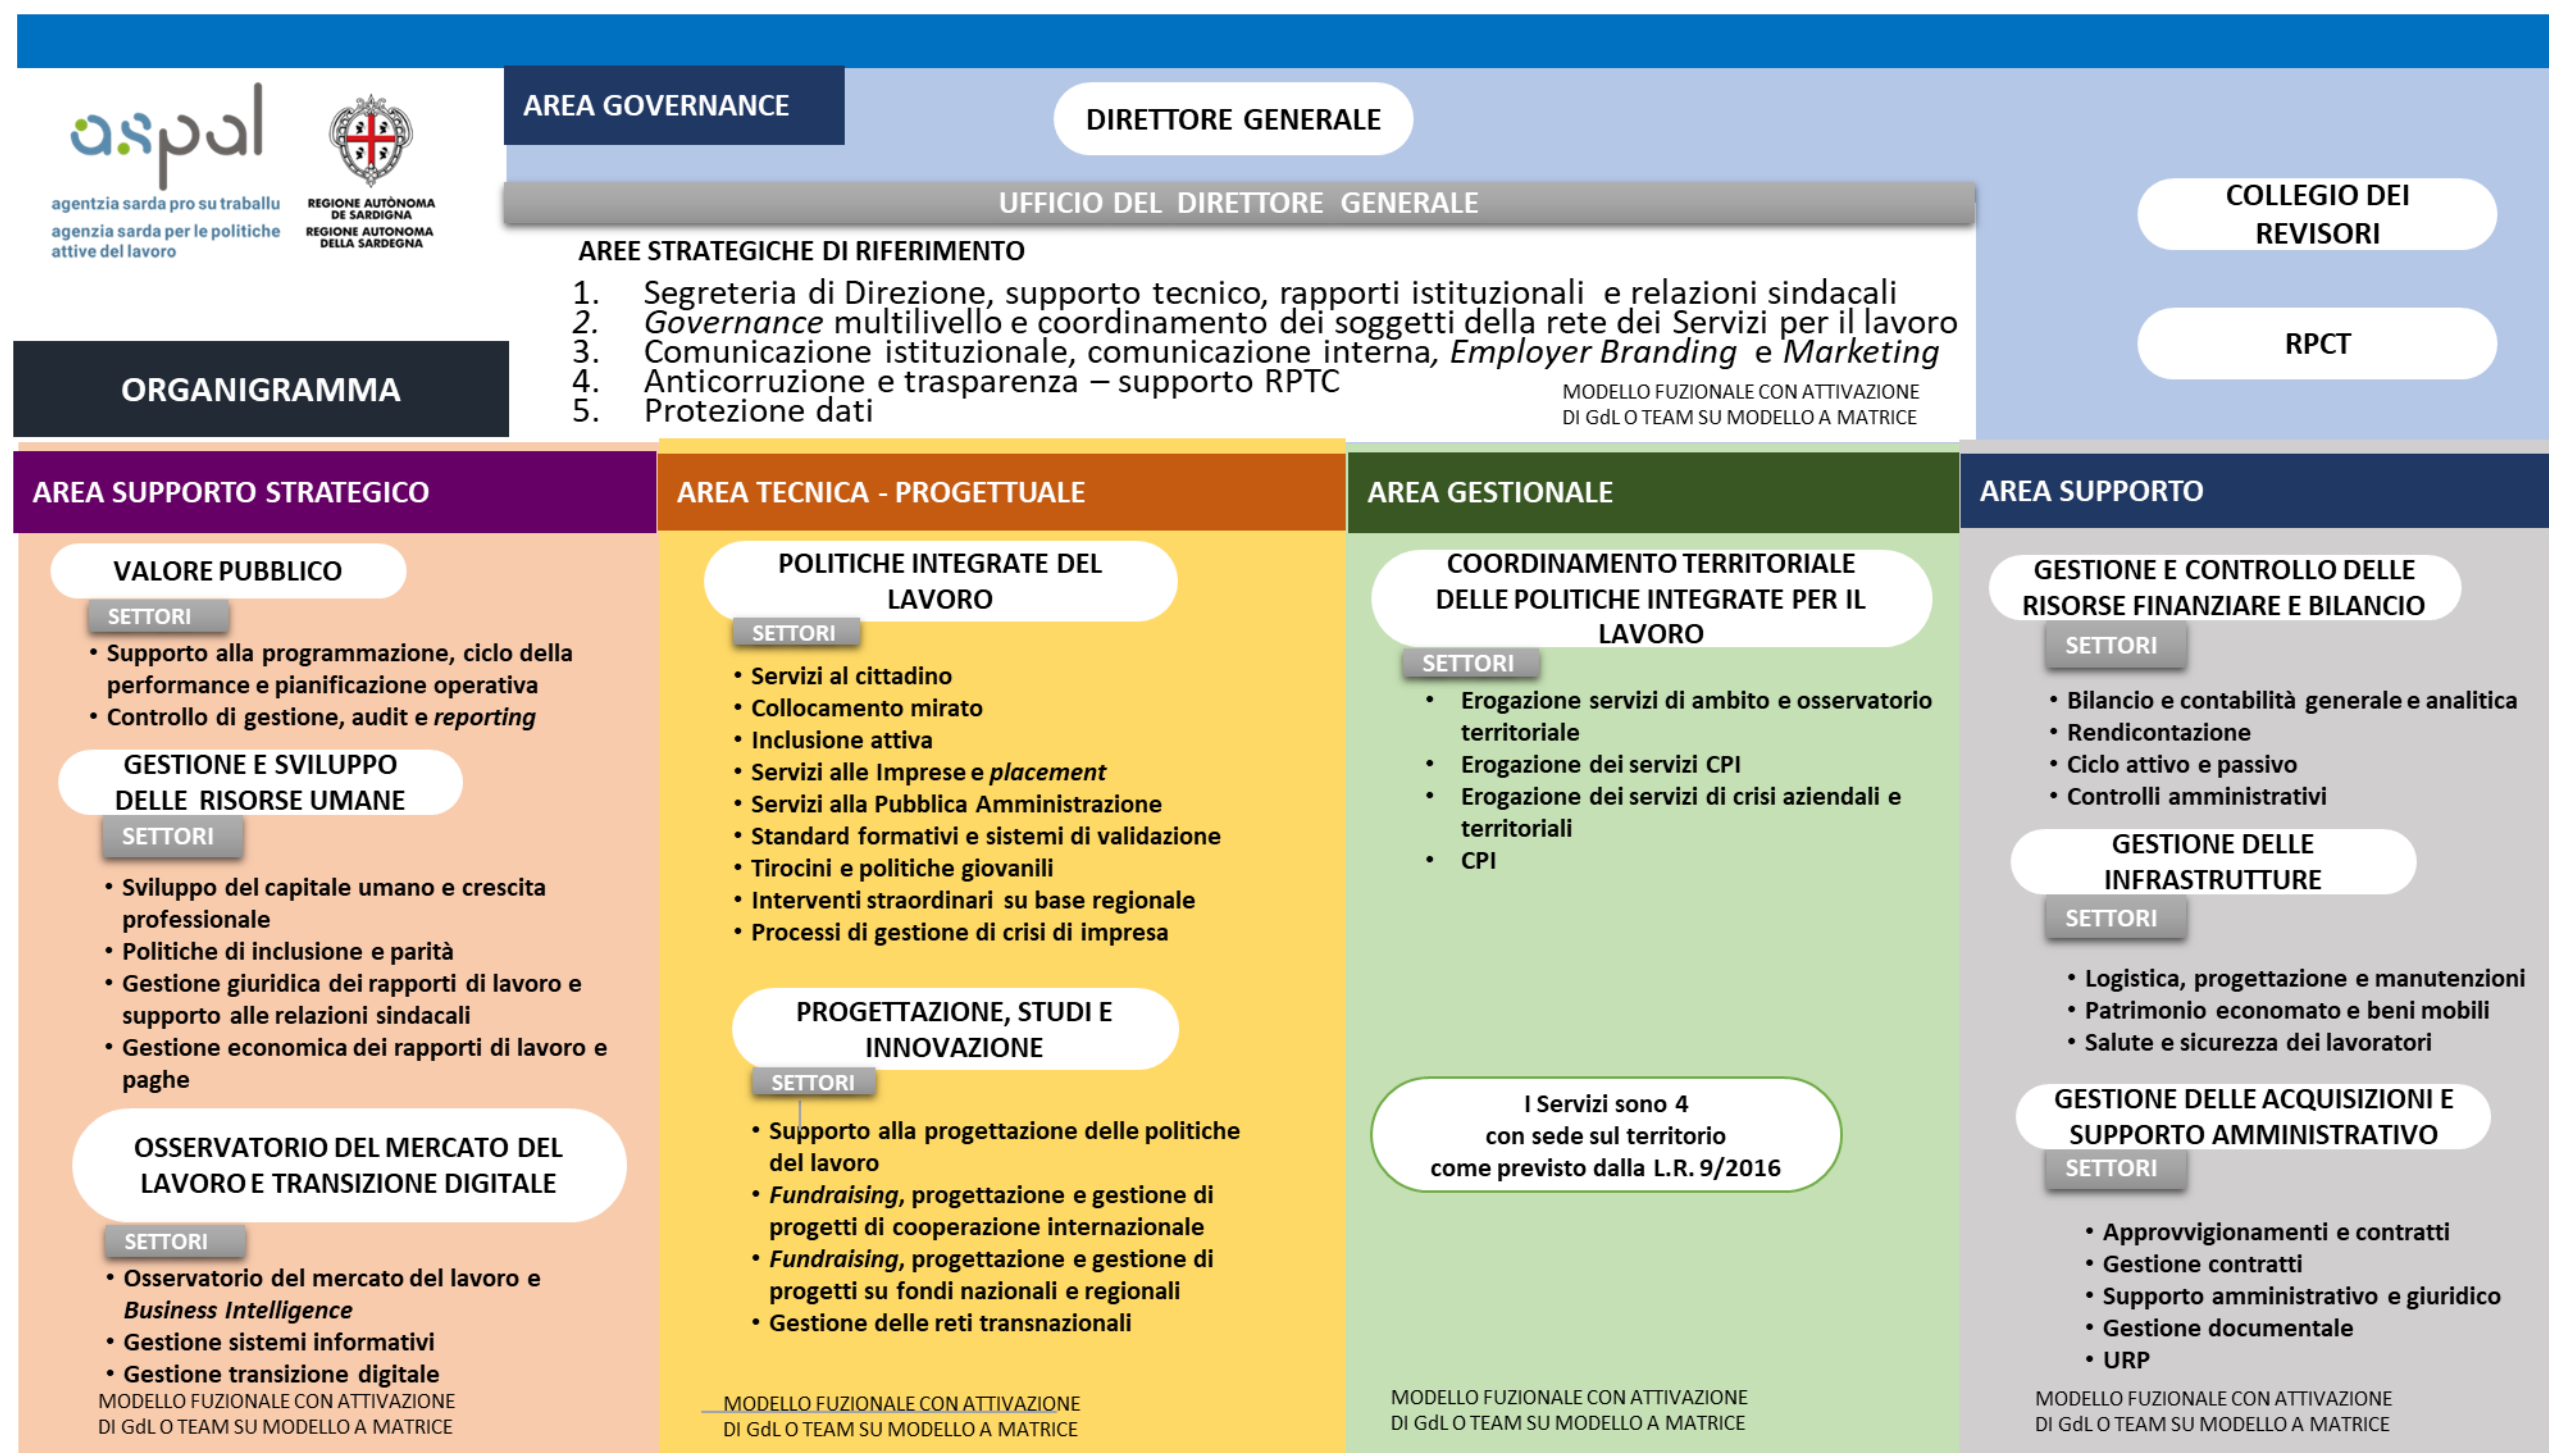 aspal
agentzia sarda pro su traballu
agenzia sarda per le politiche
attive del lavoro
REGIONE AUTÒNOMA
DE SARDIGNA
REGIONE AUTONOMA
DELLA SARDEGNA
ORGANIGRAMMA
AREA GOVERNANCE
DIRETTORE GENERALE
UFFICIO DEL DIRETTORE GENERALE
AREE STRATEGICHE DI RIFERIMENTO
1. Segreteria di Direzione, supporto tecnico, rapporti istituzionali e relazioni sindacali
2. Governance multilivello e coordinamento dei soggetti della rete dei Servizi per il lavoro
3. Comunicazione istituzionale, comunicazione interna, Employer Branding e Marketing
4. Anticorruzione e trasparenza – supporto RPTC
5. Protezione dati
MODELLO FUZIONALE CON ATTIVAZIONE
DI GdL O TEAM SU MODELLO A MATRICE
COLLEGIO DEI
REVISORI
RPCT
AREA SUPPORTO STRATEGICO
VALORE PUBBLICO
SETTORI
• Supporto alla programmazione, ciclo della
performance e pianificazione operativa
• Controllo di gestione, audit e reporting
GESTIONE E SVILUPPO
DELLE RISORSE UMANE
SETTORI
• Sviluppo del capitale umano e crescita
professionale
• Politiche di inclusione e parità
• Gestione giuridica dei rapporti di lavoro e
supporto alle relazioni sindacali
• Gestione economica dei rapporti di lavoro e
paghe
OSSERVATORIO DEL MERCATO DEL
LAVORO E TRANSIZIONE DIGITALE
SETTORI
• Osservatorio del mercato del lavoro e
Business Intelligence
• Gestione sistemi informativi
• Gestione transizione digitale
MODELLO FUZIONALE CON ATTIVAZIONE
DI GdL O TEAM SU MODELLO A MATRICE
AREA TECNICA - PROGETTUALE
POLITICHE INTEGRATE DEL
LAVORO
SETTORI
• Servizi al cittadino
• Collocamento mirato
• Inclusione attiva
• Servizi alle Imprese e placement
• Servizi alla Pubblica Amministrazione
• Standard formativi e sistemi di validazione
• Tirocini e politiche giovanili
• Interventi straordinari su base regionale
• Processi di gestione di crisi di impresa
PROGETTAZIONE, STUDI E
INNOVAZIONE
SETTORI
• Supporto alla progettazione delle politiche
del lavoro
• Fundraising, progettazione e gestione di
progetti di cooperazione internazionale
• Fundraising, progettazione e gestione di
progetti su fondi nazionali e regionali
• Gestione delle reti transnazionali
MODELLO FUZIONALE CON ATTIVAZIONE
DI GdL O TEAM SU MODELLO A MATRICE
AREA GESTIONALE
COORDINAMENTO TERRITORIALE
DELLE POLITICHE INTEGRATE PER IL
LAVORO
SETTORI
• Erogazione servizi di ambito e osservatorio
territoriale
• Erogazione dei servizi CPI
• Erogazione dei servizi di crisi aziendali e
territoriali
• CPI
I Servizi sono 4
con sede sul territorio
come previsto dalla L.R. 9/2016
MODELLO FUZIONALE CON ATTIVAZIONE
DI GdL O TEAM SU MODELLO A MATRICE
AREA SUPPORTO
GESTIONE E CONTROLLO DELLE
RISORSE FINANZIARE E BILANCIO
SETTORI
• Bilancio e contabilità generale e analitica
• Rendicontazione
• Ciclo attivo e passivo
• Controlli amministrativi
GESTIONE DELLE
INFRASTRUTTURE
SETTORI
• Logistica, progettazione e manutenzioni
• Patrimonio economato e beni mobili
• Salute e sicurezza dei lavoratori
GESTIONE DELLE ACQUISIZIONI E
SUPPORTO AMMINISTRATIVO
SETTORI
• Approvvigionamenti e contratti
• Gestione contratti
• Supporto amministrativo e giuridico
• Gestione documentale
• URP
MODELLO FUZIONALE CON ATTIVAZIONE
DI GdL O TEAM SU MODELLO A MATRICE